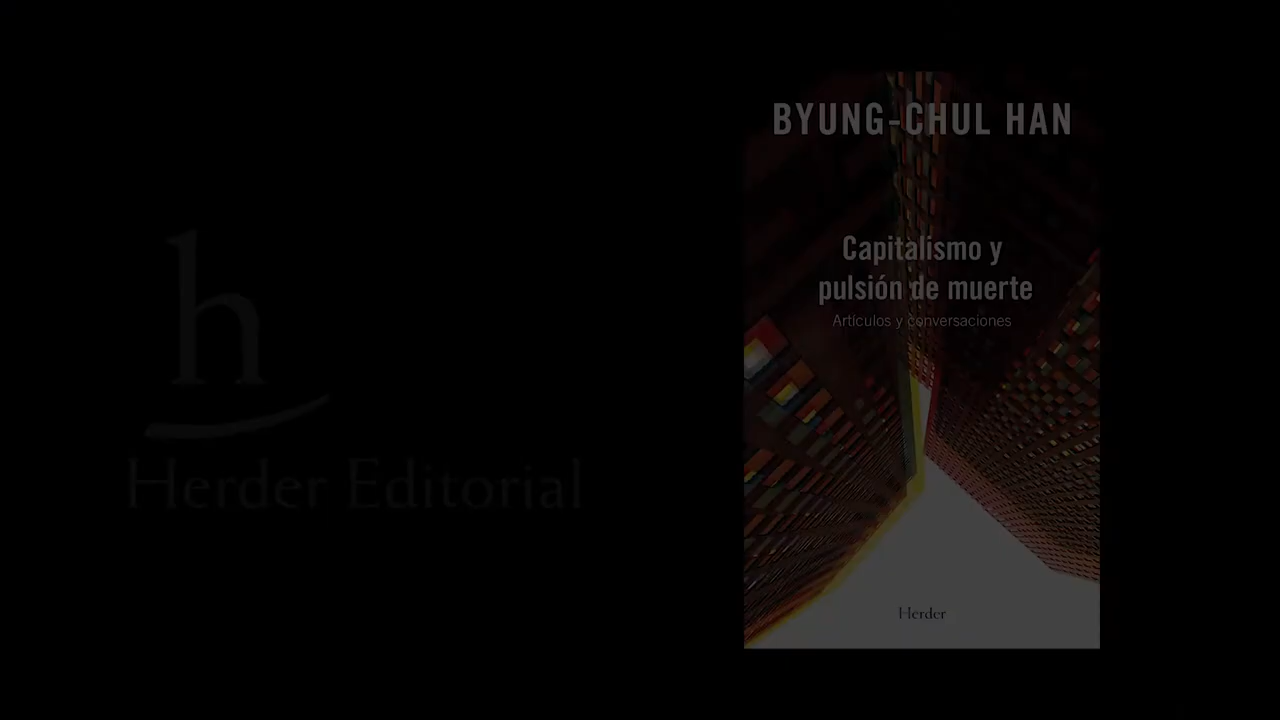 h
Herder Editorial
BYUNG-CHUL HAN
Capitalismo y
pulsión de muerte
Artículos y conversaciones
Herder